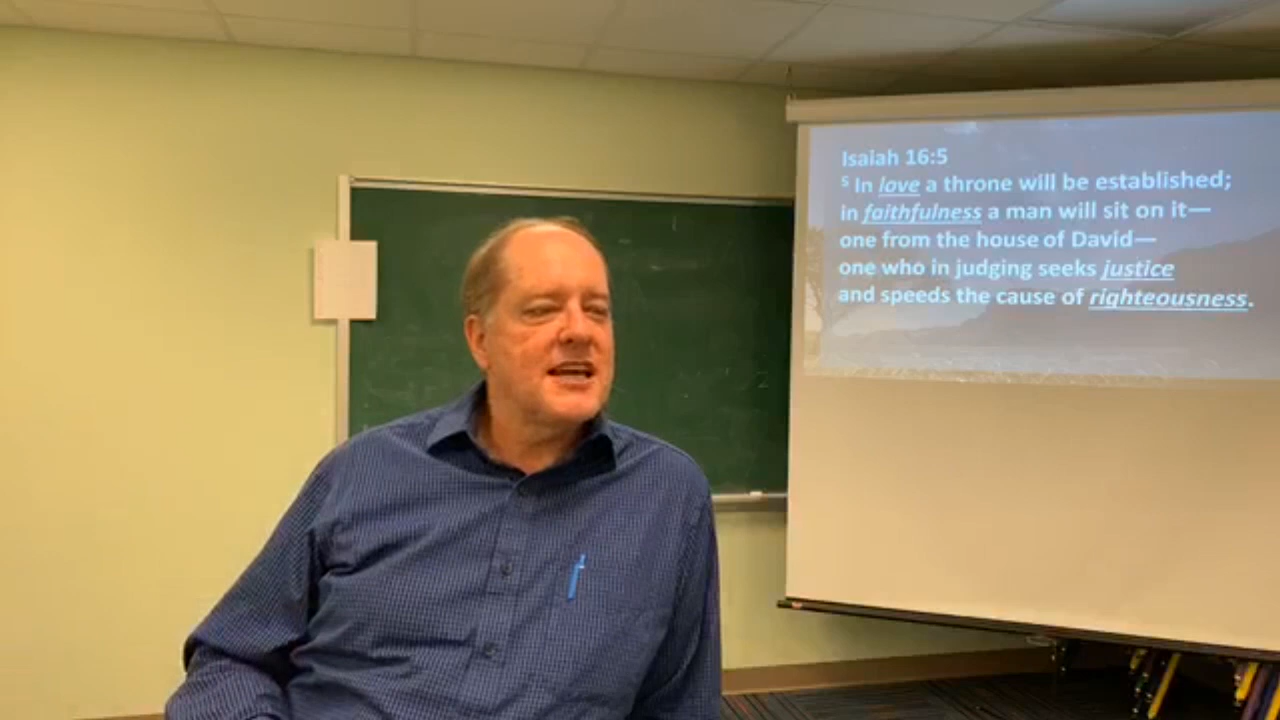 Isaiah 16:5
⁵ In love a throne will be established;
in faithfulness a man will sit on it—
one from the house of David—
one who in judging seeks justice
and speeds the cause of righteousness.